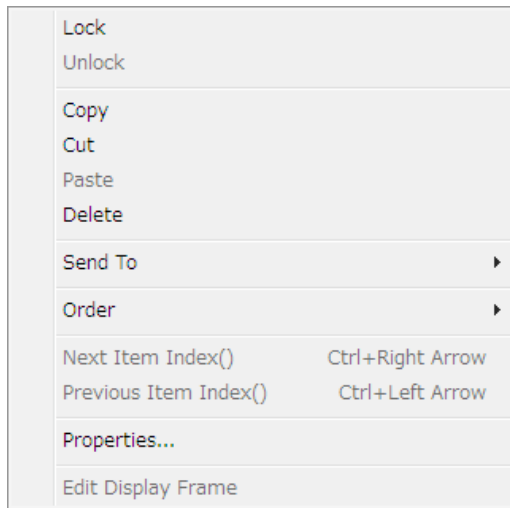 Lock
Unlock
Copy
Cut
Paste
Delete
Send To
Order
Next Item Index() Ctrl+Right Arrow
Previous Item Index() Ctrl+Left Arrow
Properties...
Edit Display Frame